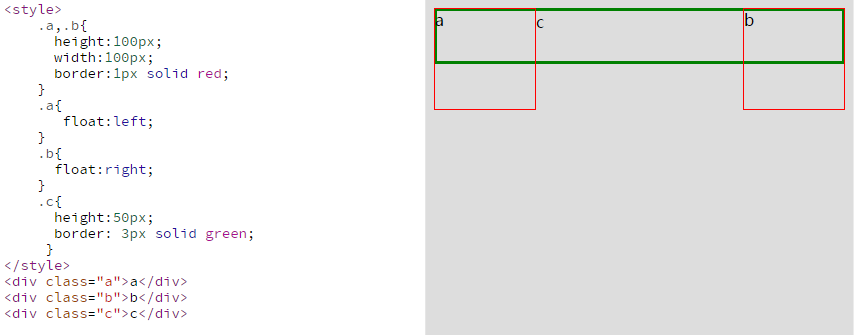 <style>
.a,.b{
height:100px;
width:100px;
border:1px solid red;
}
.a{
float:left;
}
.b{
float:right;
}
.c{
height:50px;
border: 3px solid green;
}
</style>
<div class="a">a</div>
<div class="b">b</div>
<div class="c">c</div>
a c b